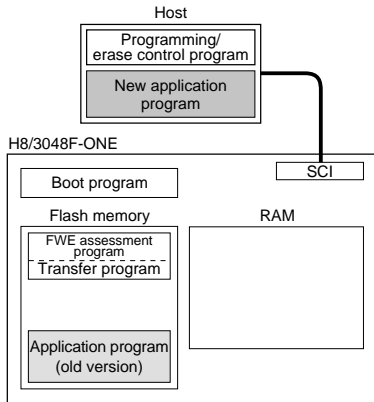 Host
Programming/
erase control program
New application
program
H8/3048F-ONE
SCI
Boot program
Flash memory
RAM
FWE assessment
program
Transfer program
Application program
(old version)